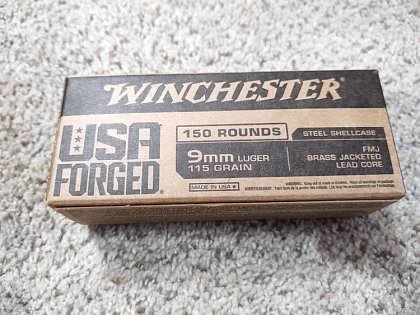 WINCHESTER
USA
FORGED
150 ROUNDS
9mm LUGER
115 GRAIN
MADE IN USA
STEEL SHELLCASE
FMJ
BRASS JACKETED
LEAD CORE